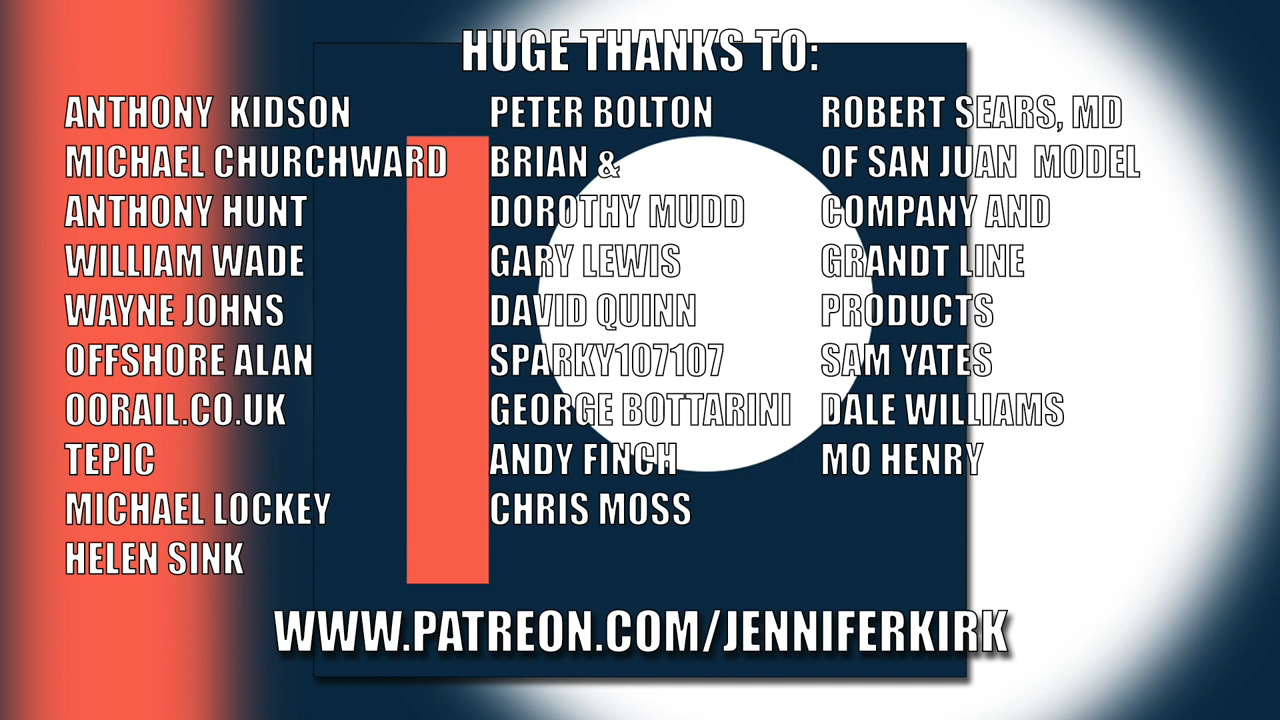 HUGE THANKS TO:
ANTHONY KIDSON
MICHAEL CHURCHWARD
ANTHONY HUNT
WILLIAM WADE
WAYNE JOHNS
OFFSHORE ALAN
OORAIL.CO.UK
TEPIC
MICHAEL LOCKEY
HELEN SINK
PETER BOLTON
BRIAN &
DOROTHY MUDD
GARY LEWIS
DAVID QUINN
SPARKY107107
GEORGE BOTTARINI
ANDY FINCH
CHRIS MOSS
ROBERT SEARS, MD
OF SAN JUAN MODEL
COMPANY AND
GRANDT LINE
PRODUCTS
SAM YATES
DALE WILLIAMS
MO HENRY
WWW.PATREON.COM/JENNIFERKIRK